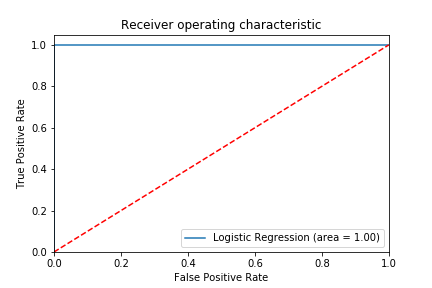 Receiver operating characteristic
1.0
0.8
0.6
0.4
0.2
0.0
True Positive Rate
Logistic Regression (area = 1.00)
0.0 0.2 0.4 0.6 0.8 1.0
False Positive Rate